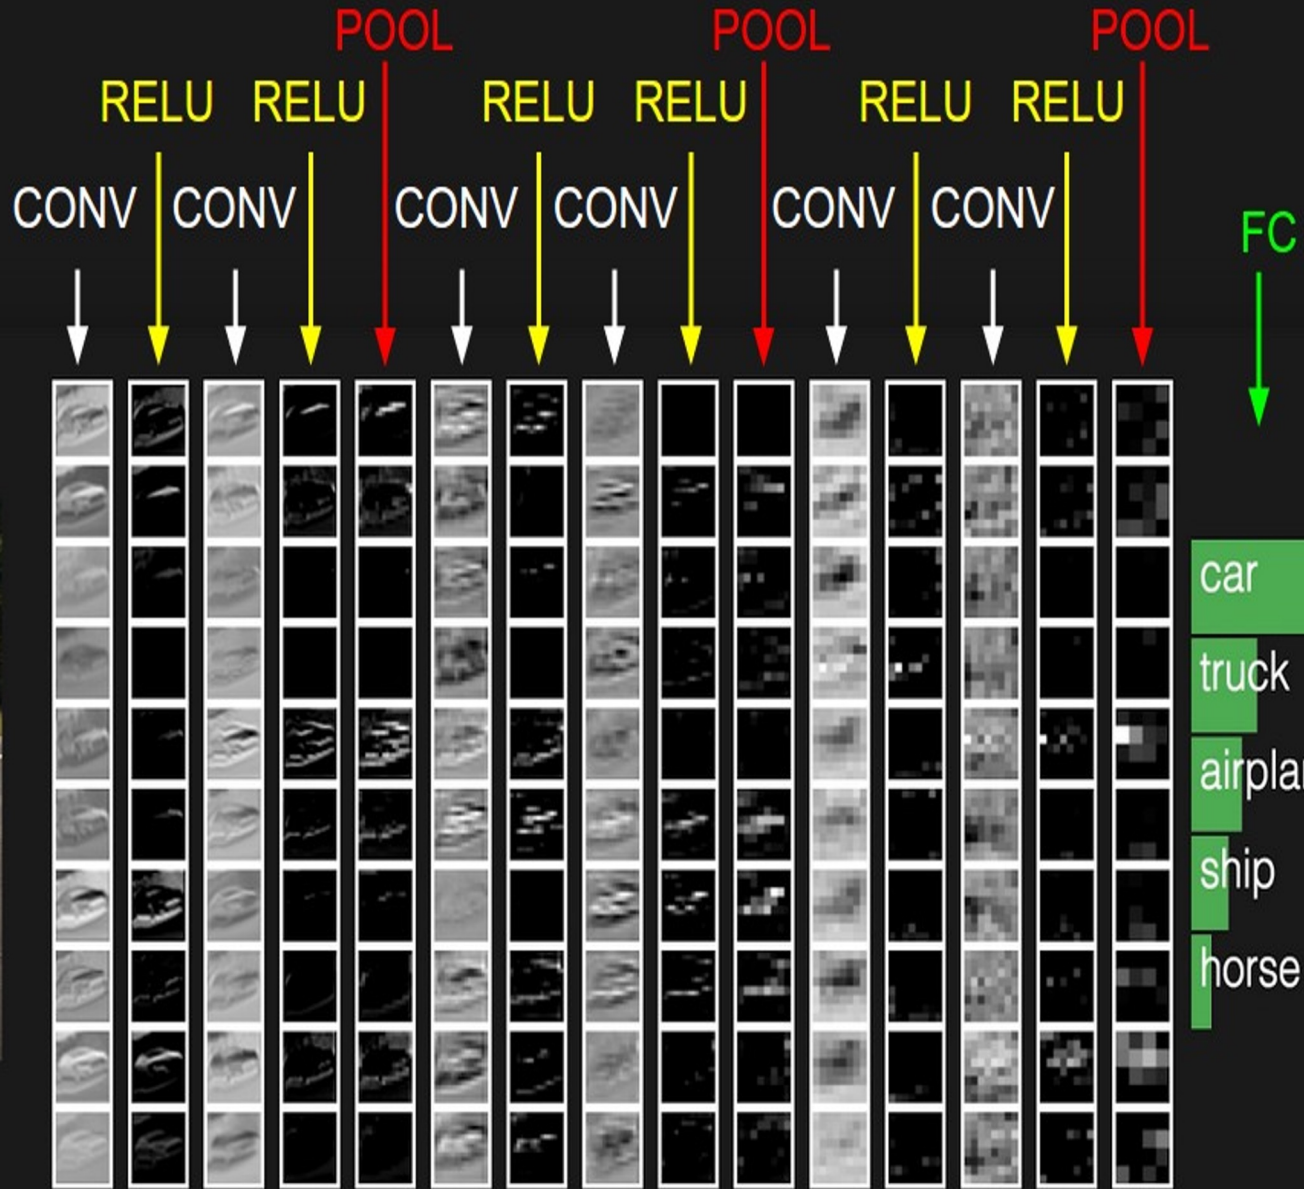 POOL POOL POOL
RELU RELU RELU RELU RELU RELU
CONV CONV CONV CONV CONV CONV
FC
car
truck
airplan
ship
horse